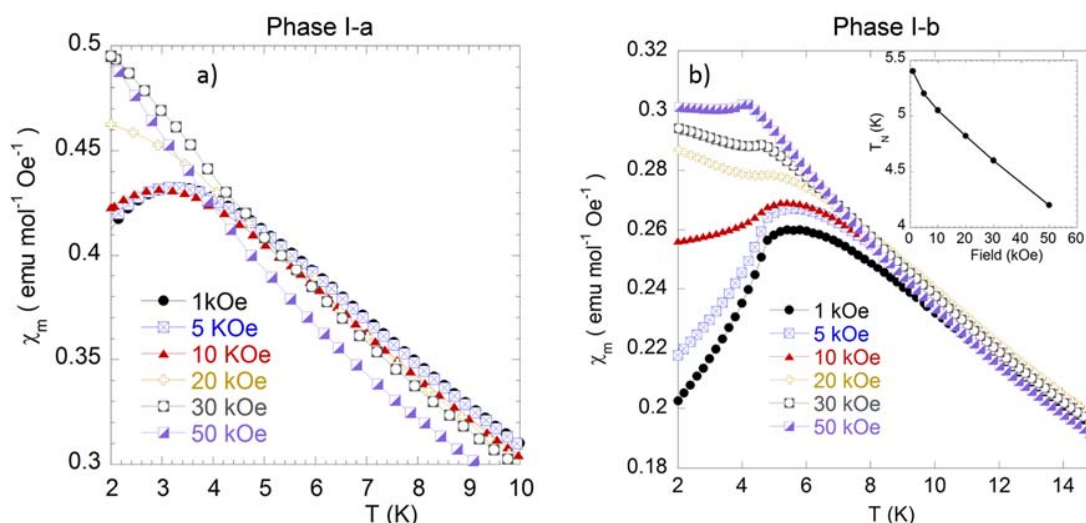 Phase I-a
a)
χm ( emu mol-1 Oe-1)
0.5
0.45
0.4
0.35
0.3
1kOe
5 KOe
10 KOe
20 kOe
30 kOe
50 kOe
2 3 4 5 6 7 8 9 10
T (K)
Phase I-b
b)
χm ( emu mol-1 Oe-1)
0.32
0.3
0.28
0.26
0.24
0.22
0.2
0.18
1 kOe
5 kOe
10 kOe
20 kOe
30 kOe
50 kOe
2 4 6 8 10 12 14
T (K)
TN (K)
5.5
5
4.5
4
0 10 20 30 40 50 60
Field (kOe)